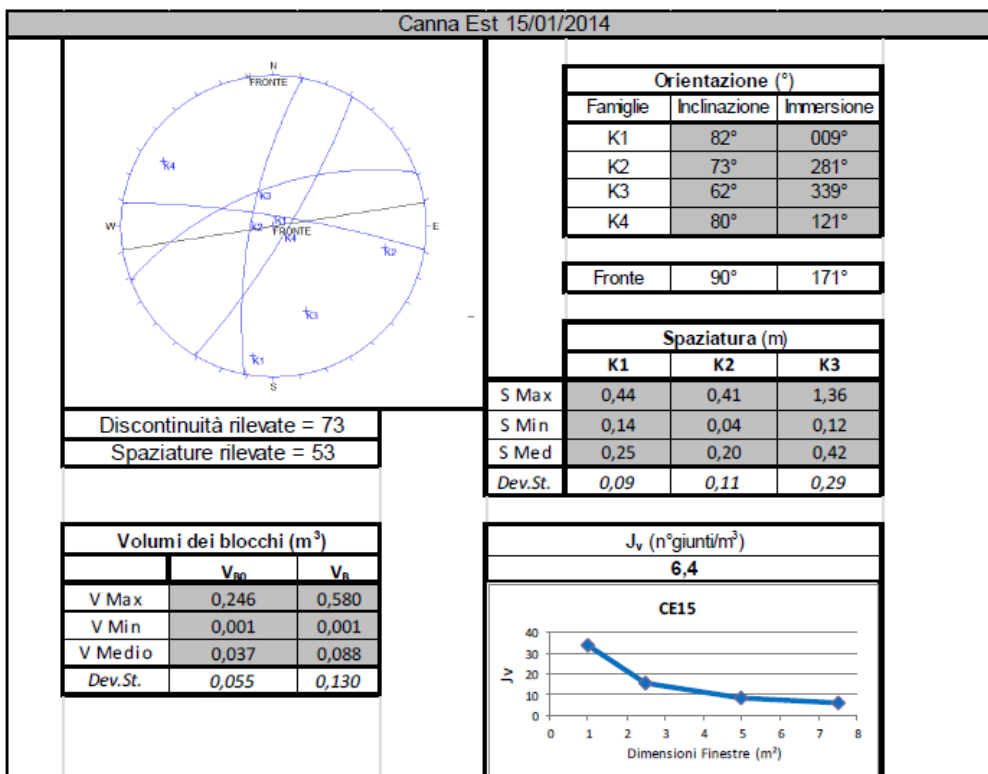 Canna Est 15/01/2014
N
FRONTE
K4
K3
K1
W
K2
FRONTE
E
K4
K2
K3
K1
S
Discontinuità rilevate = 73
Spaziature rilevate = 53
Orientazione (°)
Famiglie Inclinazione Immersione
K1 82° 009°
K2 73° 281°
K3 62° 339°
K4 80° 121°
Fronte 90° 171°
Spaziatura (m)
K1 K2 K3
S Max 0,44 0,41 1,36
S Min 0,14 0,04 0,12
S Med 0,25 0,20 0,42
Dev.St. 0,09 0,11 0,29
Volumi dei blocchi (m³)
V_B0 V_B
V Max 0,246 0,580
V Min 0,001 0,001
V Medio 0,037 0,088
Dev.St. 0,055 0,130
J_v (n°giunti/m³)
6,4
CE15
Jv
40
30
20
10
0
0 1 2 3 4 5 6 7 8
Dimensioni Finestre (m²)